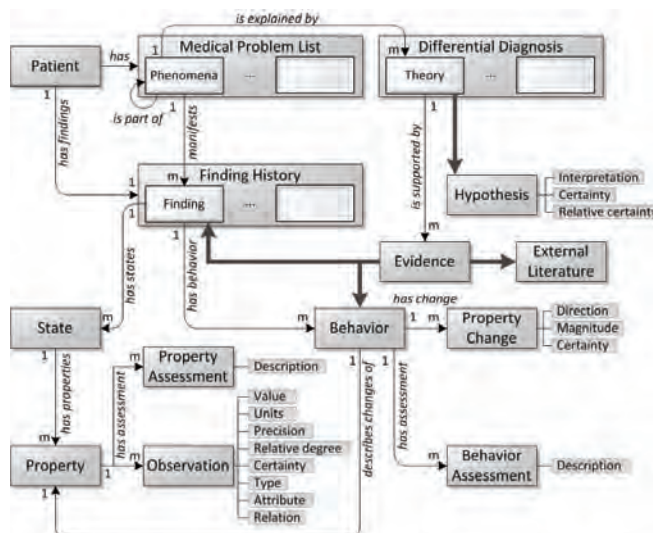 is explained by
1
m
Medical Problem List
Differential Diagnosis
Patient
has
Phenomena
...
Theory
...
1
is part of
1
1
manifests
is supported by
has findings
Finding History
Hypothesis
Interpretation
Certainty
Relative certainty
1
m
Finding
...
1
1
m
Evidence
External
Literature
has states
has behavior
has change
State
m
m
Behavior
1
m
Property
Change
Direction
Magnitude
Certainty
1
1
1
has properties
m
Property
Assessment
Description
has assessment
describes changes of
has assessment
Value
Units
Precision
Relative degree
Certainty
Type
Attribute
Relation
m
Property
1
m
Observation
m
Behavior
Assessment
Description
1